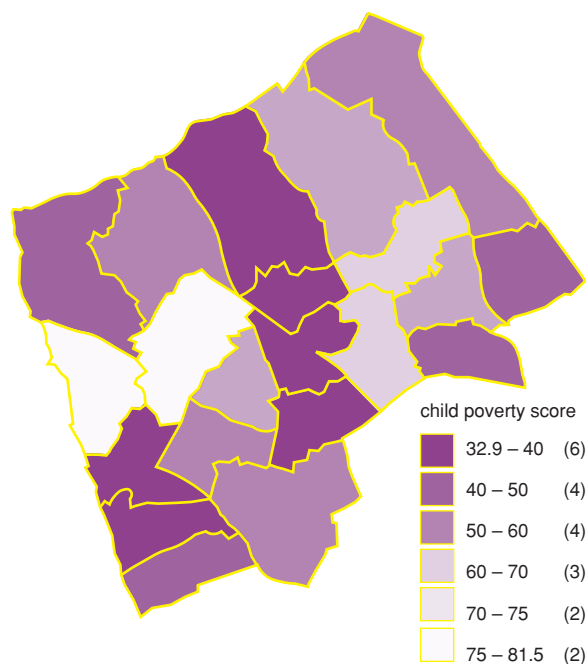 child poverty score
32.9 – 40 (6)
40 – 50 (4)
50 – 60 (4)
60 – 70 (3)
70 – 75 (2)
75 – 81.5 (2)